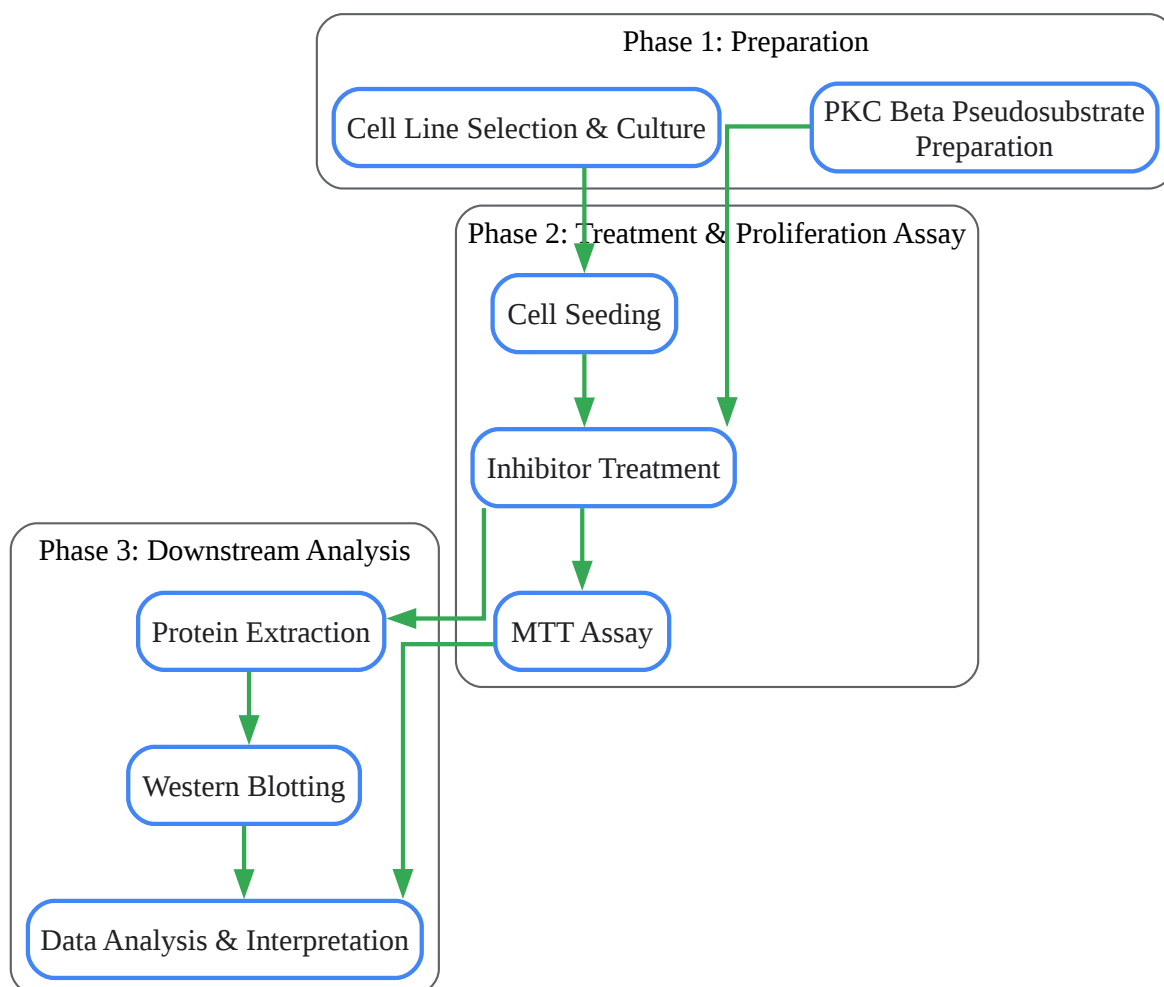 Phase 1: Preparation
Cell Line Selection & Culture
PKC Beta Pseudosubstrate
Preparation
Phase 2: Treatment & Proliferation Assay
Cell Seeding
Inhibitor Treatment
MTT Assay
Phase 3: Downstream Analysis
Protein Extraction
Western Blotting
Data Analysis & Interpretation